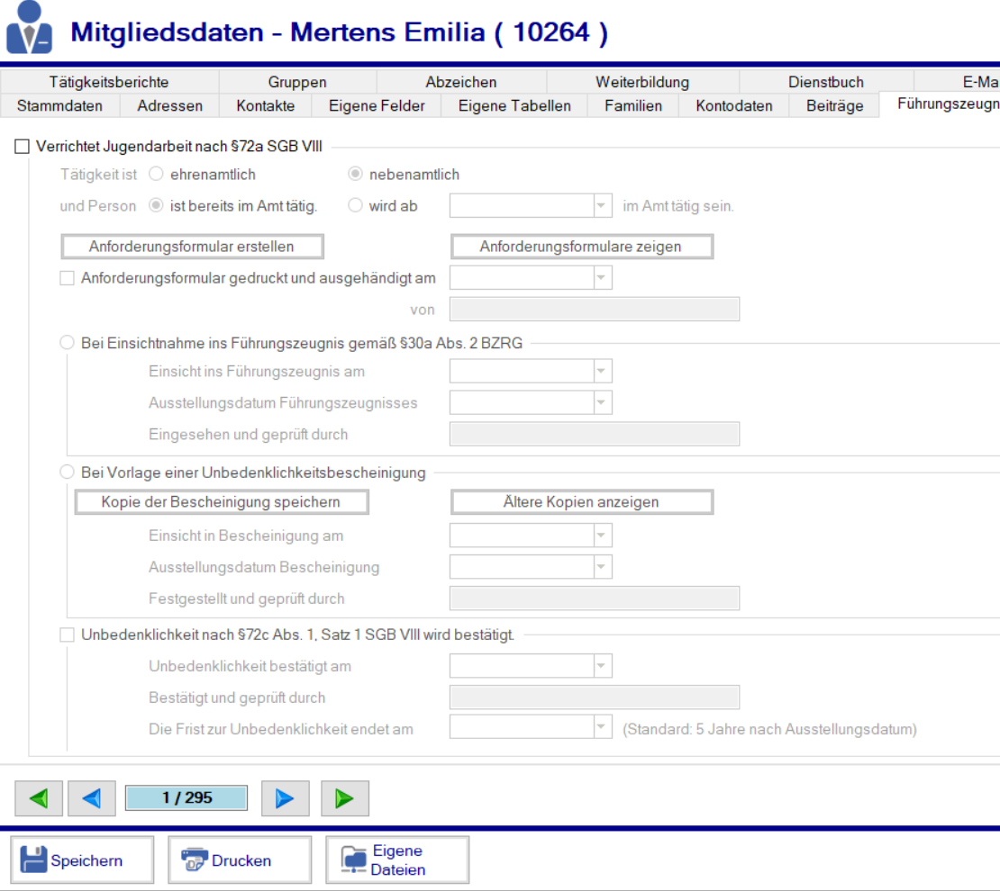 Mitgliedsdaten - Mertens Emilia ( 10264 )
Tätigkeitsberichte Gruppen Abzeichen Weiterbildung Dienstbuch E-Ma
Stammdaten Adressen Kontakte Eigene Felder Eigene Tabellen Familien Kontodaten Beiträge Führungszeugn
Verrichtet Jugendarbeit nach §72a SGB VIII
Tätigkeit ist ehrenamtlich nebenamtlich
und Person ist bereits im Amt tätig. wird ab im Amt tätig sein.
Anforderungsformular erstellen Anforderungsformulare zeigen
Anforderungsformular gedruckt und ausgehändigt am
von
Bei Einsichtnahme ins Führungszeugnis gemäß §30a Abs. 2 BZRG
Einsicht ins Führungszeugnis am
Ausstellungsdatum Führungszeugnisses
Eingesehen und geprüft durch
Bei Vorlage einer Unbedenklichkeitsbescheinigung
Kopie der Bescheinigung speichern Ältere Kopien anzeigen
Einsicht in Bescheinigung am
Ausstellungsdatum Bescheinigung
Festgestellt und geprüft durch
Unbedenklichkeit nach §72c Abs. 1, Satz 1 SGB VIII wird bestätigt.
Unbedenklichkeit bestätigt am
Bestätigt und geprüft durch
Die Frist zur Unbedenklichkeit endet am (Standard: 5 Jahre nach Ausstellungsdatum)
1 / 295
Speichern Drucken Eigene
Dateien